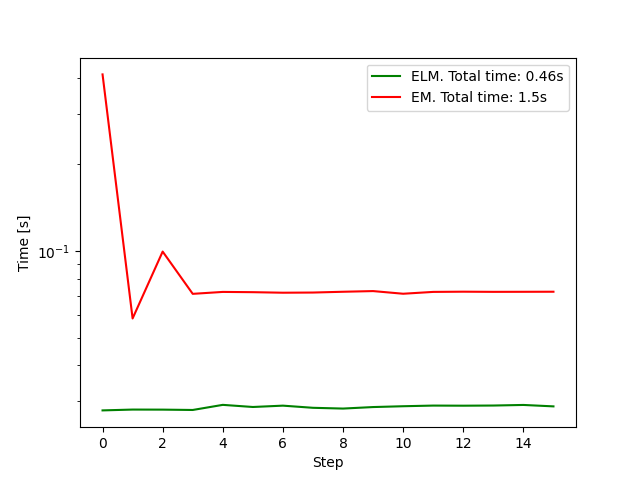 ELM. Total time: 0.46s
EM. Total time: 1.5s
Time [s]
10⁻¹
0 2 4 6 8 10 12 14
Step